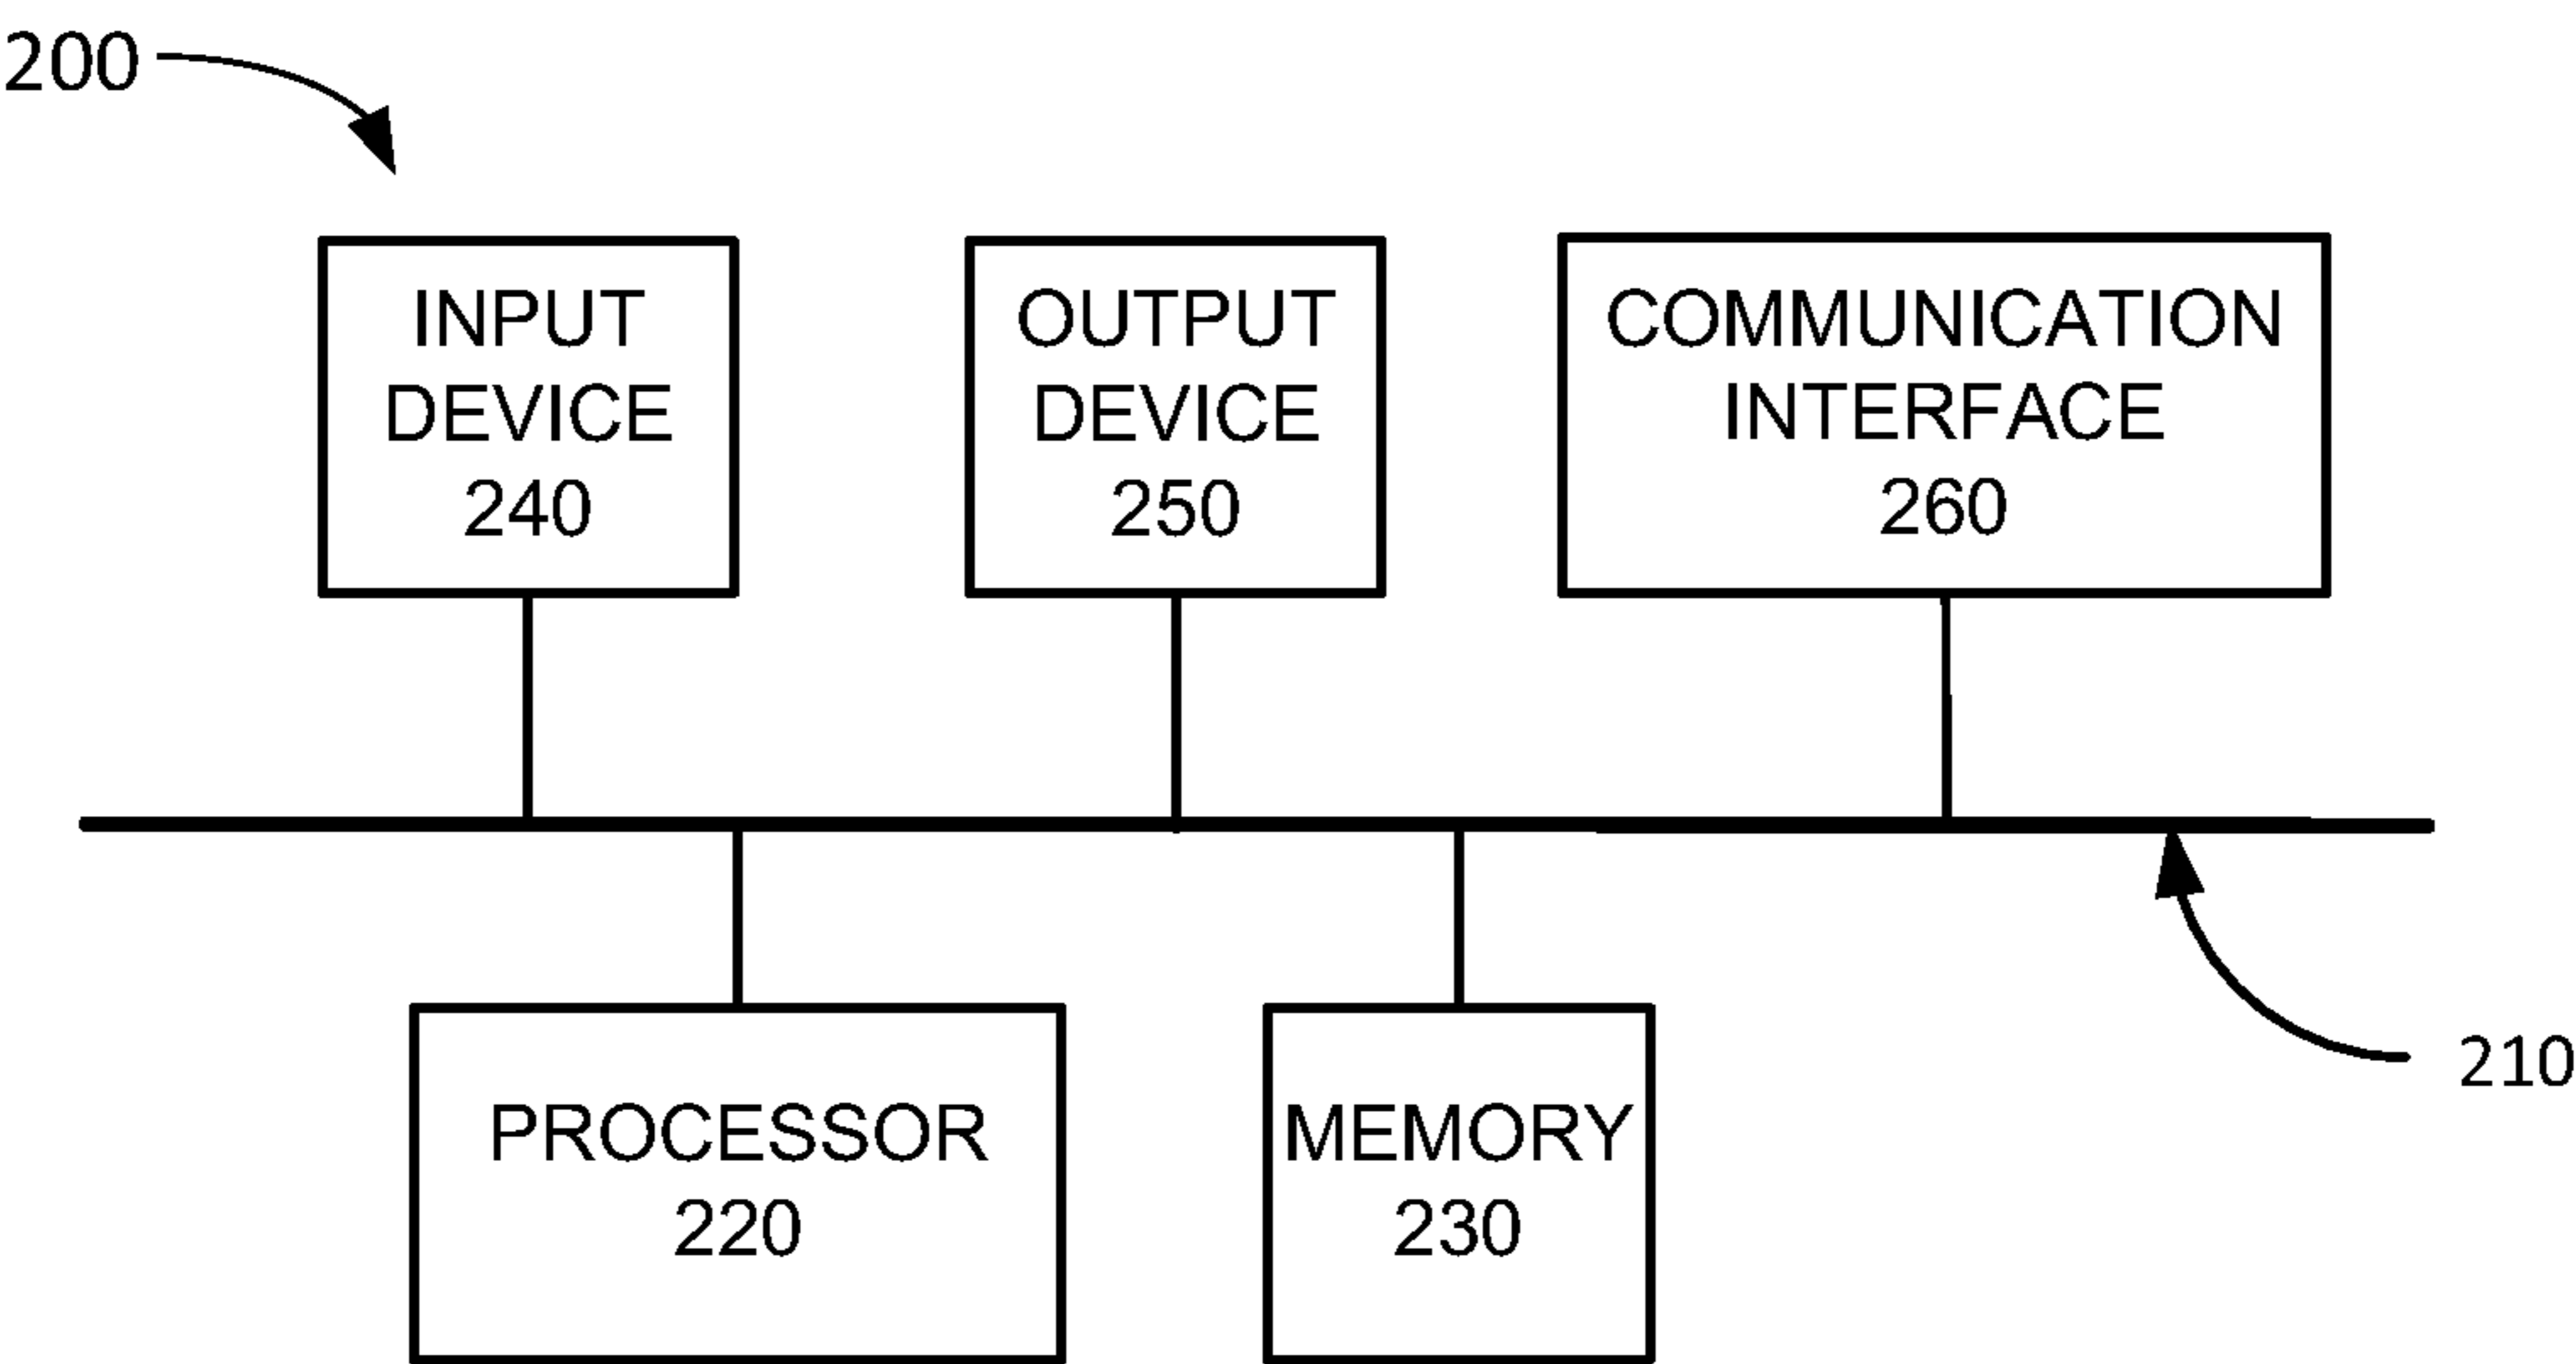 200
INPUT
DEVICE
240
OUTPUT
DEVICE
250
COMMUNICATION
INTERFACE
260
PROCESSOR
220
MEMORY
230
210